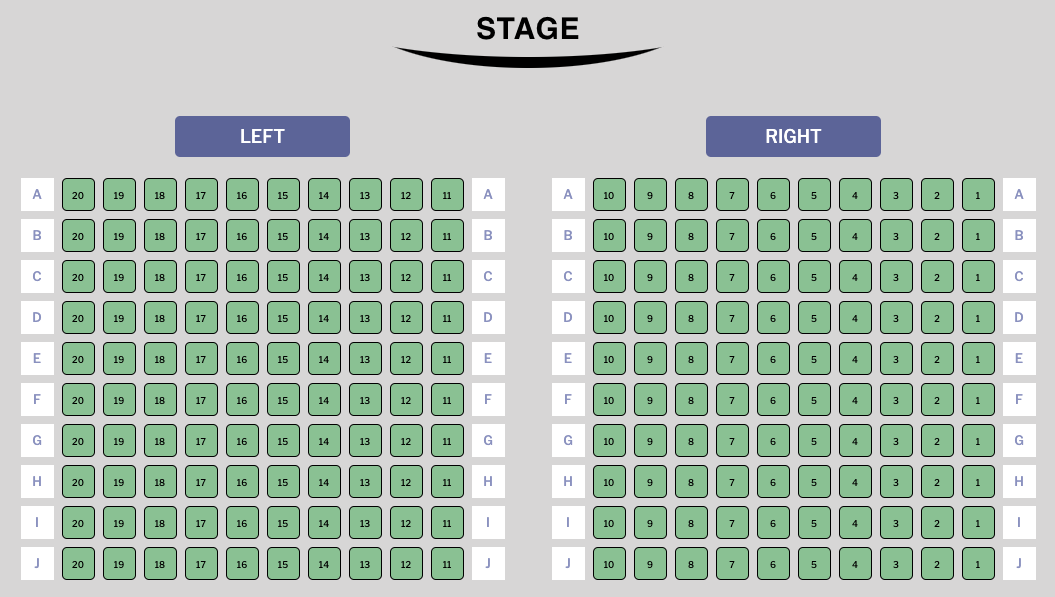 STAGE
LEFT RIGHT
A 20 19 18 17 16 15 14 13 12 11 A A 10 9 8 7 6 5 4 3 2 1 A
B 20 19 18 17 16 15 14 13 12 11 B B 10 9 8 7 6 5 4 3 2 1 B
C 20 19 18 17 16 15 14 13 12 11 C C 10 9 8 7 6 5 4 3 2 1 C
D 20 19 18 17 16 15 14 13 12 11 D D 10 9 8 7 6 5 4 3 2 1 D
E 20 19 18 17 16 15 14 13 12 11 E E 10 9 8 7 6 5 4 3 2 1 E
F 20 19 18 17 16 15 14 13 12 11 F F 10 9 8 7 6 5 4 3 2 1 F
G 20 19 18 17 16 15 14 13 12 11 G G 10 9 8 7 6 5 4 3 2 1 G
H 20 19 18 17 16 15 14 13 12 11 H H 10 9 8 7 6 5 4 3 2 1 H
I 20 19 18 17 16 15 14 13 12 11 I I 10 9 8 7 6 5 4 3 2 1 I
J 20 19 18 17 16 15 14 13 12 11 J J 10 9 8 7 6 5 4 3 2 1 J